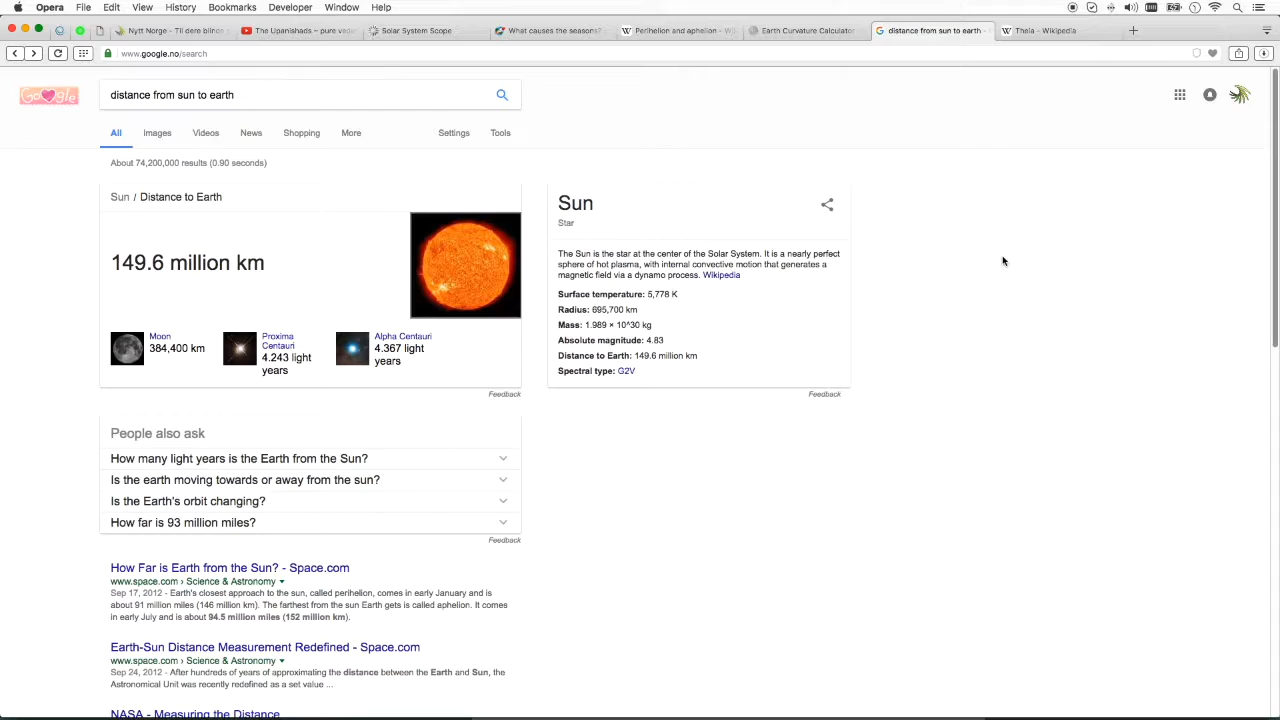 Opera File Edit View History Bookmarks Developer Window Help
Nytt Norge - Til dere blinde
The Upanishads – pure ved
Solar System Scope
What causes the seasons?
Perihelion and aphelion - Wi
Earth Curvature Calculator
distance from sun to earth -
Theia - Wikipedia
www.google.no/search
Google
distance from sun to earth
All Images Videos News Shopping More Settings Tools
About 74,200,000 results (0.90 seconds)
Sun / Distance to Earth
149.6 million km
Moon
384,400 km
Proxima
Centauri
4.243 light
years
Alpha Centauri
4.367 light
years
Feedback
Sun
Star
The Sun is the star at the center of the Solar System. It is a nearly perfect
sphere of hot plasma, with internal convective motion that generates a
magnetic field via a dynamo process. Wikipedia
Surface temperature: 5,778 K
Radius: 695,700 km
Mass: 1.989 × 10^30 kg
Absolute magnitude: 4.83
Distance to Earth: 149.6 million km
Spectral type: G2V
Feedback
People also ask
How many light years is the Earth from the Sun?
Is the earth moving towards or away from the sun?
Is the Earth's orbit changing?
How far is 93 million miles?
Feedback
How Far is Earth from the Sun? - Space.com
www.space.com › Science & Astronomy
Sep 17, 2012 - Earth's closest approach to the sun, called perihelion, comes in early January and is
about 91 million miles (146 million km). The farthest from the sun Earth gets is called aphelion. It comes
in early July and is about 94.5 million miles (152 million km).
Earth-Sun Distance Measurement Redefined - Space.com
www.space.com › Science & Astronomy
Sep 24, 2012 - After hundreds of years of approximating the distance between the Earth and Sun, the
Astronomical Unit was recently redefined as a set value ...
NASA - Measuring the Distance